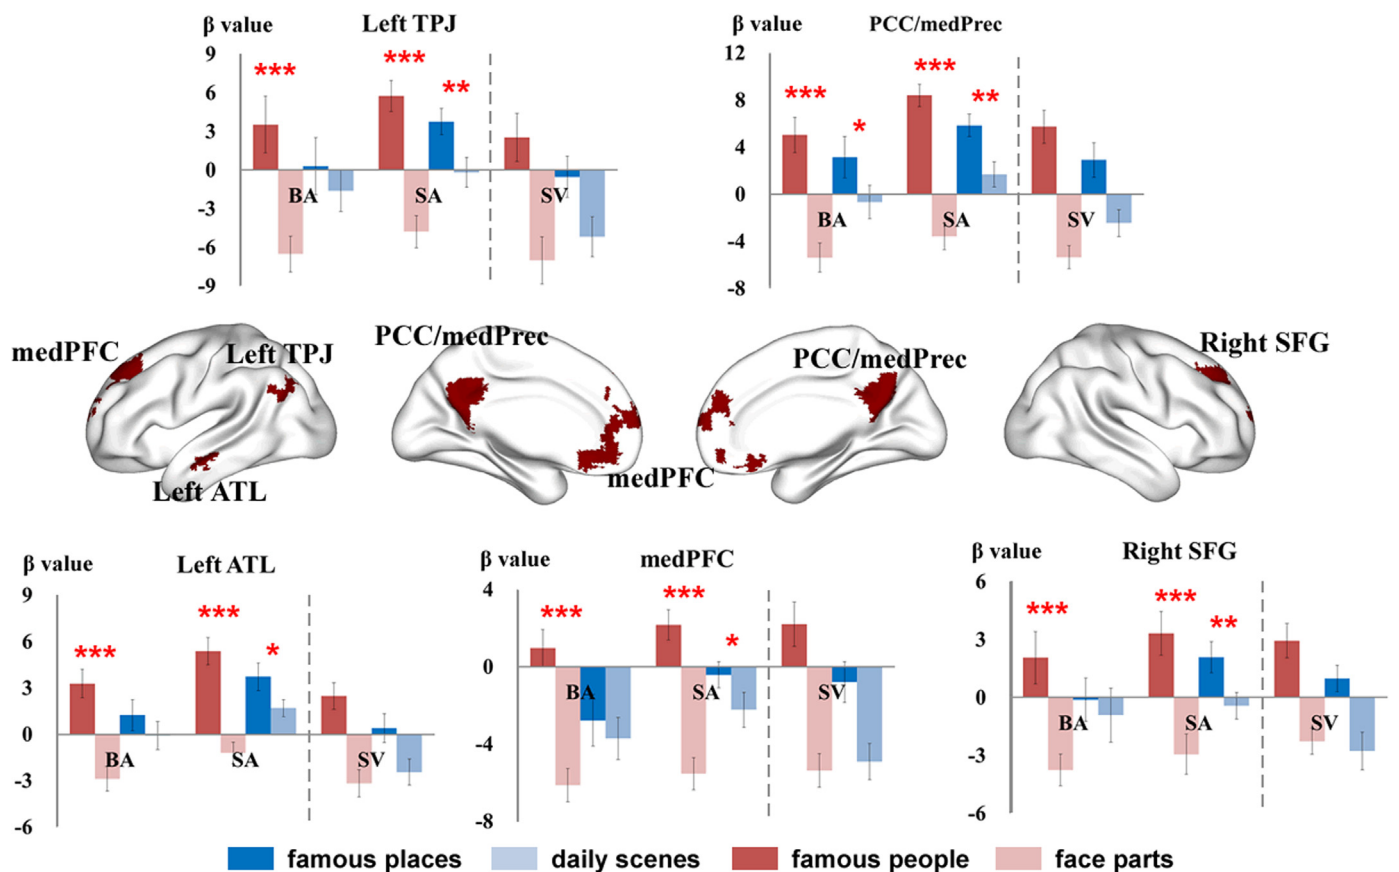 β value Left TPJ
9
6
3
0
-3
-6
-9
*** *** **
BA SA SV
β value PCC/medPrec
12
8
4
0
-4
-8
*** * *** **
BA SA SV
medPFC Left TPJ
Left ATL
PCC/medPrec
medPFC
PCC/medPrec
Right SFG
β value Left ATL
9
6
3
0
-3
-6
*** *** *
BA SA SV
β value medPFC
4
0
-4
-8
*** *** *
BA SA SV
β value Right SFG
6
3
0
-3
-6
*** *** **
BA SA SV
famous places daily scenes famous people face parts